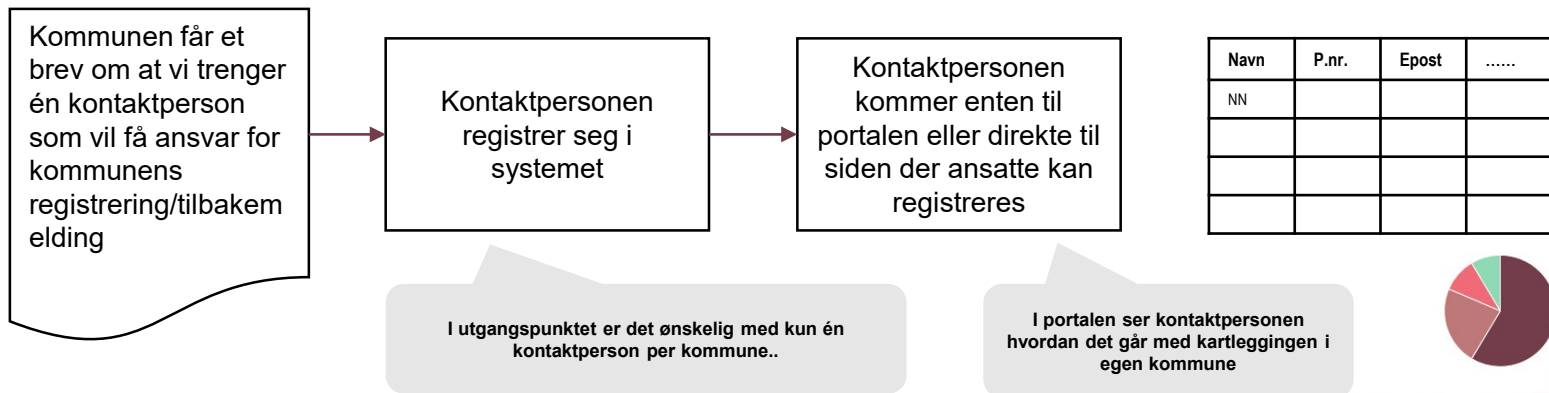 Kommunen får et
brev om at vi trenger
én kontaktperson
som vil få ansvar for
kommunens
registrering/tilbakem
elding
Kontaktpersonen
registrer seg i
systemet
Kontaktpersonen
kommer enten til
portalen eller direkte til
siden der ansatte kan
registreres
Navn P.nr. Epost ......
NN
I utgangspunktet er det ønskelig med kun én
kontaktperson per kommune..
I portalen ser kontaktpersonen
hvordan det går med kartleggingen i
egen kommune